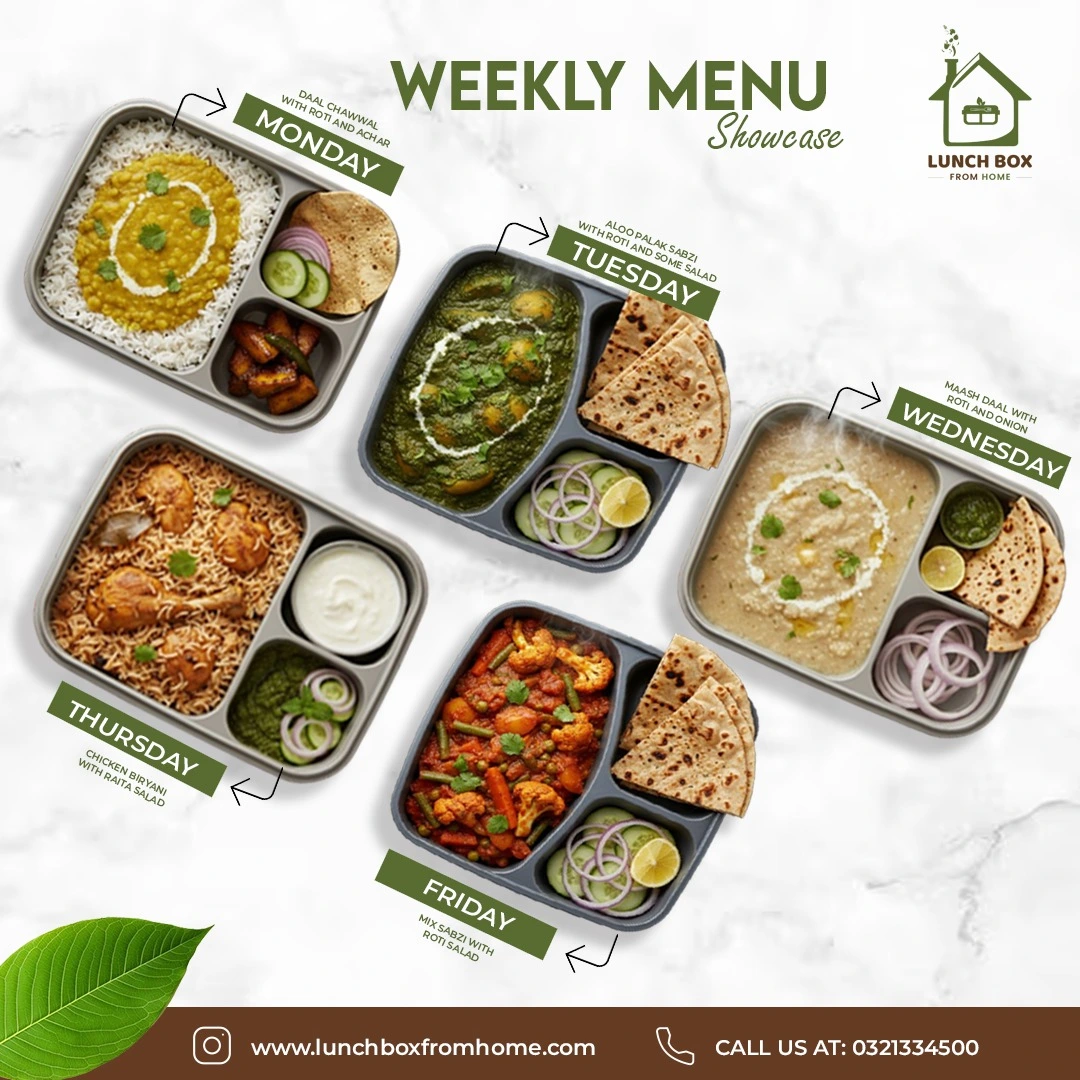 WEEKLY MENU
Showcase
LUNCH BOX
FROM HOME
DAAL CHAWWAL
WITH ROTI AND ACHAR
MONDAY
ALOO PALAK SABZI
WITH ROTI AND SOME SALAD
TUESDAY
MAASH DAAL WITH
ROTI AND ONION
WEDNESDAY
THURSDAY
CHICKEN BIRYANI
WITH RAITA SALAD
FRIDAY
MIX SABZI WITH
ROTI SALAD
www.lunchboxfromhome.com
CALL US AT: 0321334500